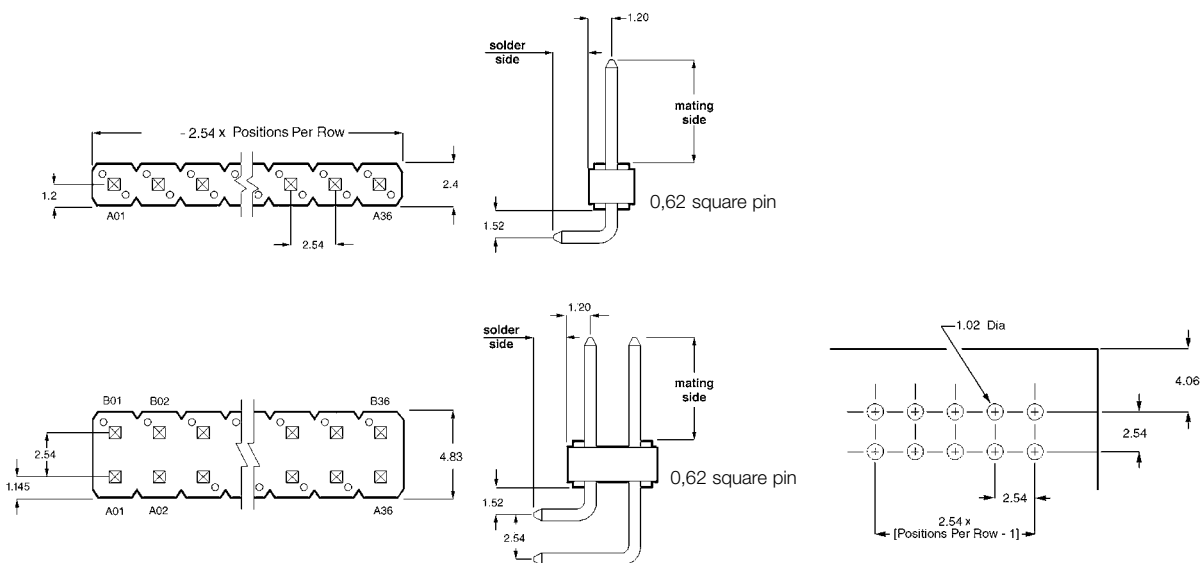 - 2.54 x Positions Per Row
1.2
A01
2.54
A36
2.4
1.20
solder
side
mating
side
0,62 square pin
1.52
B01
B02
B36
2.54
1.145
A01
A02
A36
4.83
1.20
solder
side
mating
side
0,62 square pin
1.52
2.54
1.02 Dia
4.06
2.54
2.54
2.54 x
[Positions Per Row - 1]